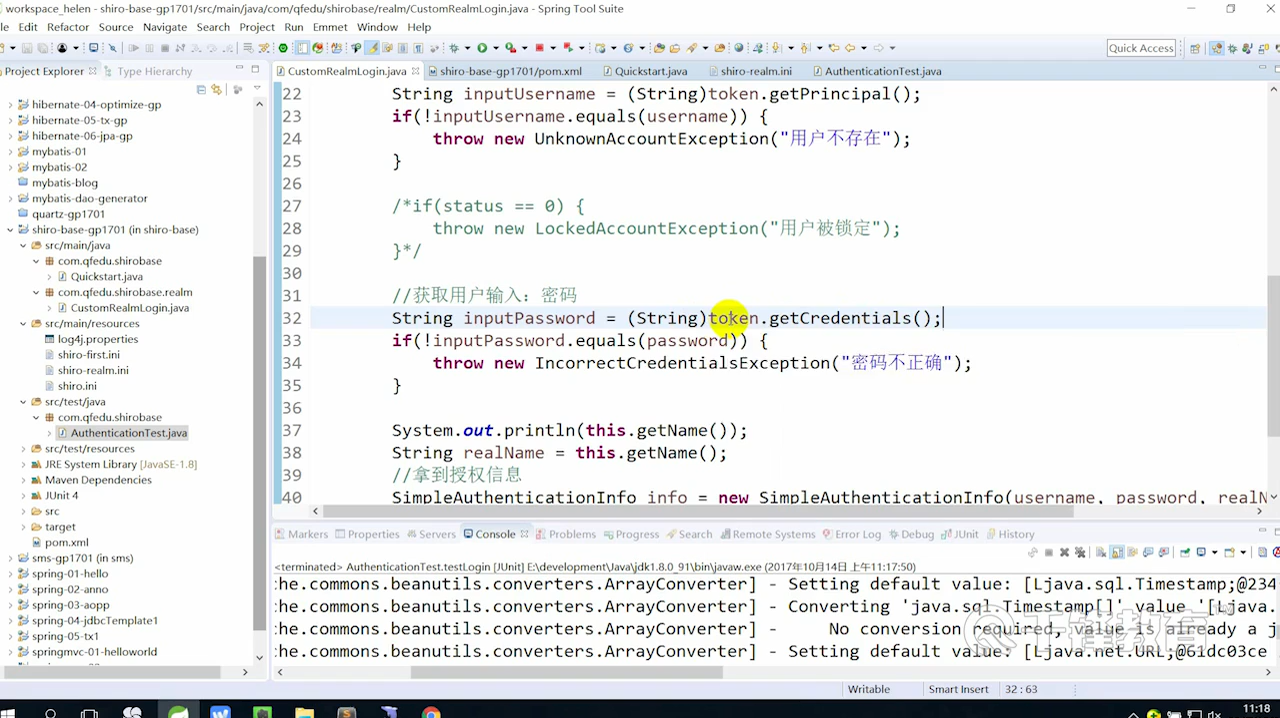 workspace_helen - shiro-base-gp1701/src/main/java/com/qfedu/shirobase/realm/CustomRealmLogin.java - Spring Tool Suite
le Edit Refactor Source Navigate Search Project Run Emmet Window Help
Quick Access
Project Explorer Type Hierarchy
CustomRealmLogin.java shiro-base-gp1701/pom.xml Quickstart.java shiro-realm.ini AuthenticationTest.java
hibernate-04-optimize-gp
hibernate-05-tx-gp
hibernate-06-jpa-gp
mybatis-01
mybatis-02
mybatis-blog
mybatis-dao-generator
quartz-gp1701
shiro-base-gp1701 (in shiro-base)
src/main/java
com.qfedu.shirobase
Quickstart.java
com.qfedu.shirobase.realm
CustomRealmLogin.java
src/main/resources
log4j.properties
shiro-first.ini
shiro-realm.ini
shiro.ini
src/test/java
com.qfedu.shirobase
AuthenticationTest.java
src/test/resources
JRE System Library [JavaSE-1.8]
Maven Dependencies
JUnit 4
src
target
pom.xml
sms-gp1701 (in sms)
spring-01-hello
spring-02-anno
spring-03-aopp
spring-04-jdbcTemplate1
spring-05-tx1
springmvc-01-helloworld
22 String inputUsername = (String)token.getPrincipal();
23 if(!inputUsername.equals(username)) {
24 throw new UnknownAccountException("用户不存在");
25 }
26
27 /*if(status == 0) {
28 throw new LockedAccountException("用户被锁定");
29 }*/
30
31 //获取用户输入：密码
32 String inputPassword = (String)token.getCredentials();
33 if(!inputPassword.equals(password)) {
34 throw new IncorrectCredentialsException("密码不正确");
35 }
36
37 System.out.println(this.getName());
38 String realName = this.getName();
39 //拿到授权信息
40 SimpleAuthenticationInfo info = new SimpleAuthenticationInfo(username, password, realN
Markers Properties Servers Console Problems Progress Search Remote Systems Error Log Debug JUnit History
<terminated> AuthenticationTest.testLogin [JUnit] E:\development\Java\jdk1.8.0_91\bin\javaw.exe (2017年10月14日 上午11:17:50)
he.commons.beanutils.converters.ArrayConverter] - Setting default value: [Ljava.sql.Timestamp;@234
he.commons.beanutils.converters.ArrayConverter] - Converting 'java.sql.Timestamp[]' value '[Ljava.
he.commons.beanutils.converters.ArrayConverter] - No conversion required, value is already a j
he.commons.beanutils.converters.ArrayConverter] - Setting default value: [Ljava.net.URL;@61dc03ce
千锋教育
Writable Smart Insert 32 : 63
11:18